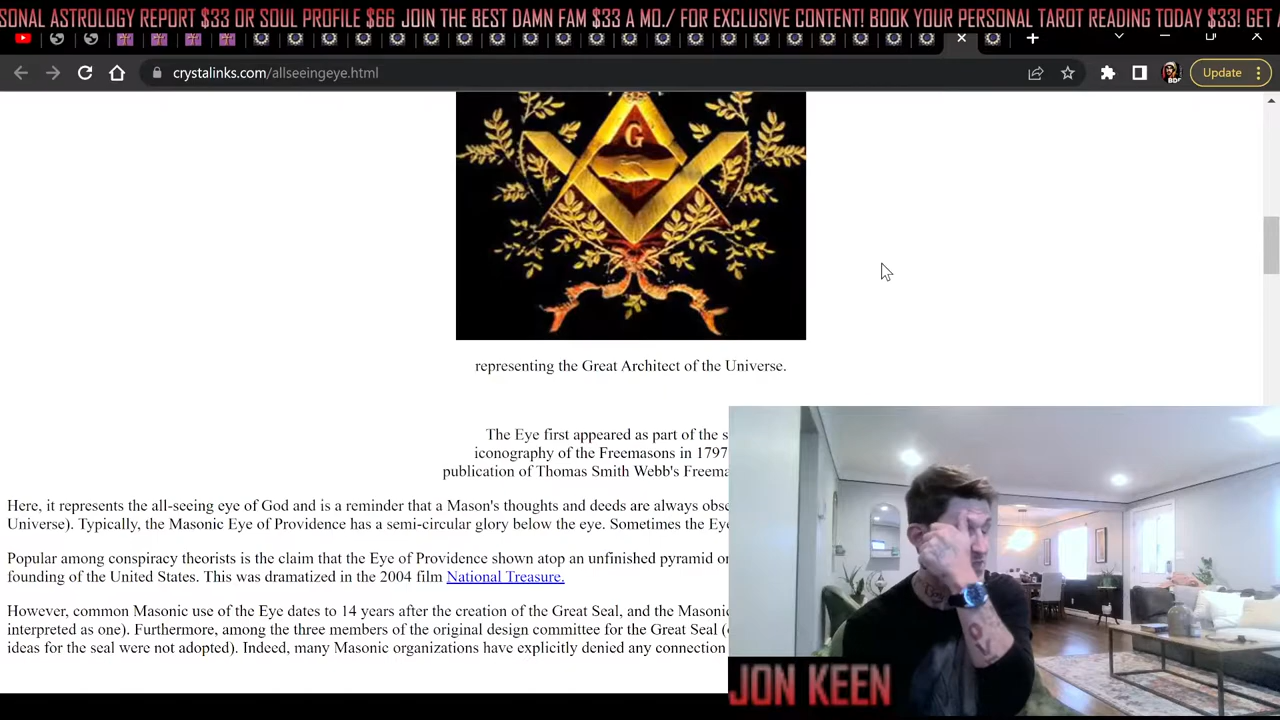 SONAL ASTROLOGY REPORT $33 OR SOUL PROFILE $66 JOIN THE BEST DAMN FAM $33 A MO./ FOR EXCLUSIVE CONTENT! BOOK YOUR PERSONAL TAROT READING TODAY $33! GET
crystalinks.com/allseeingeye.html
Update
G
representing the Great Architect of the Universe.
The Eye first appeared as part of the s
iconography of the Freemasons in 1797
publication of Thomas Smith Webb's Freema
Here, it represents the all-seeing eye of God and is a reminder that a Mason's thoughts and deeds are always obse
Universe). Typically, the Masonic Eye of Providence has a semi-circular glory below the eye. Sometimes the Eye
Popular among conspiracy theorists is the claim that the Eye of Providence shown atop an unfinished pyramid on
founding of the United States. This was dramatized in the 2004 film National Treasure.
However, common Masonic use of the Eye dates to 14 years after the creation of the Great Seal, and the Masonic
interpreted as one). Furthermore, among the three members of the original design committee for the Great Seal (
ideas for the seal were not adopted). Indeed, many Masonic organizations have explicitly denied any connection
JON KEEN